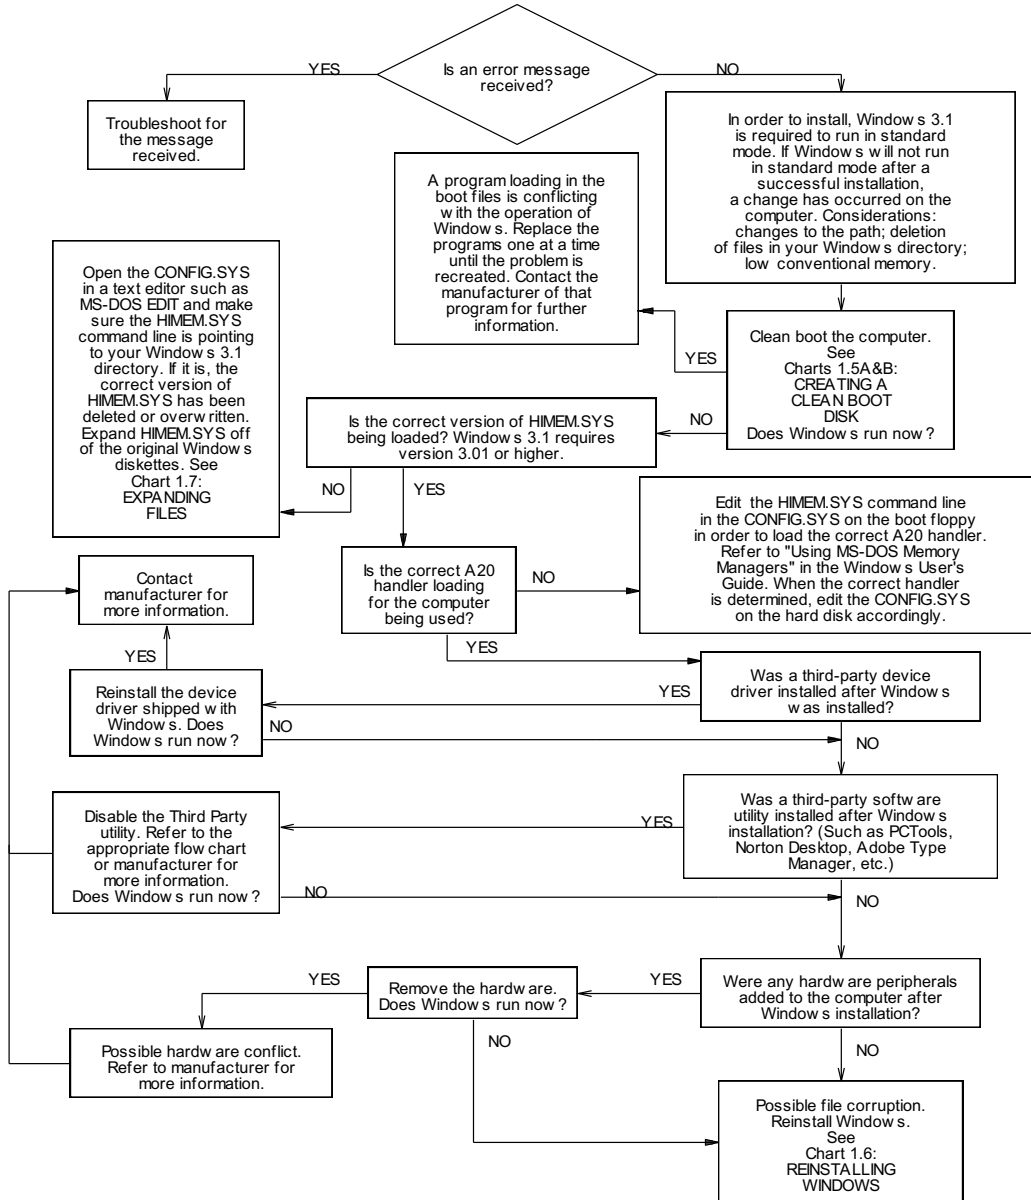 Is an error message
received?
YES
NO
Troubleshoot for
the message
received.
In order to install, Windows 3.1
is required to run in standard
mode. If Windows will not run
in standard mode after a
successful installation,
a change has occurred on the
computer. Considerations:
changes to the path; deletion
of files in your Windows directory;
low conventional memory.
A program loading in the
boot files is conflicting
with the operation of
Windows. Replace the
programs one at a time
until the problem is
recreated. Contact the
manufacturer of that
program for further
information.
Open the CONFIG.SYS
in a text editor such as
MS-DOS EDIT and make
sure the HIMEM.SYS
command line is pointing
to your Windows 3.1
directory. If it is, the
correct version of
HIMEM.SYS has been
deleted or overwritten.
Expand HIMEM.SYS off
of the original Windows
diskettes. See
Chart 1.7:
EXPANDING
FILES
Clean boot the computer.
See
Charts 1.5A&B:
CREATING A
CLEAN BOOT
DISK
Does Windows run now?
YES
NO
Is the correct version of HIMEM.SYS
being loaded? Windows 3.1 requires
version 3.01 or higher.
NO
YES
Edit the HIMEM.SYS command line
in the CONFIG.SYS on the boot floppy
in order to load the correct A20 handler.
Refer to "Using MS-DOS Memory
Managers" in the Windows User's
Guide. When the correct handler
is determined, edit the CONFIG.SYS
on the hard disk accordingly.
Is the correct A20
handler loading
for the computer
being used?
NO
YES
Contact
manufacturer for
more information.
YES
Reinstall the device
driver shipped with
Windows. Does
Windows run now?
NO
Was a third-party device
driver installed after Windows
was installed?
YES
NO
Was a third-party software
utility installed after Windows
installation? (Such as PCTools,
Norton Desktop, Adobe Type
Manager, etc.)
YES
NO
Disable the Third Party
utility. Refer to the
appropriate flow chart
or manufacturer for
more information.
Does Windows run now?
NO
Were any hardware peripherals
added to the computer after
Windows installation?
YES
NO
Remove the hardware.
Does Windows run now?
YES
NO
Possible hardware conflict.
Refer to manufacturer for
more information.
Possible file corruption.
Reinstall Windows.
See
Chart 1.6:
REINSTALLING
WINDOWS